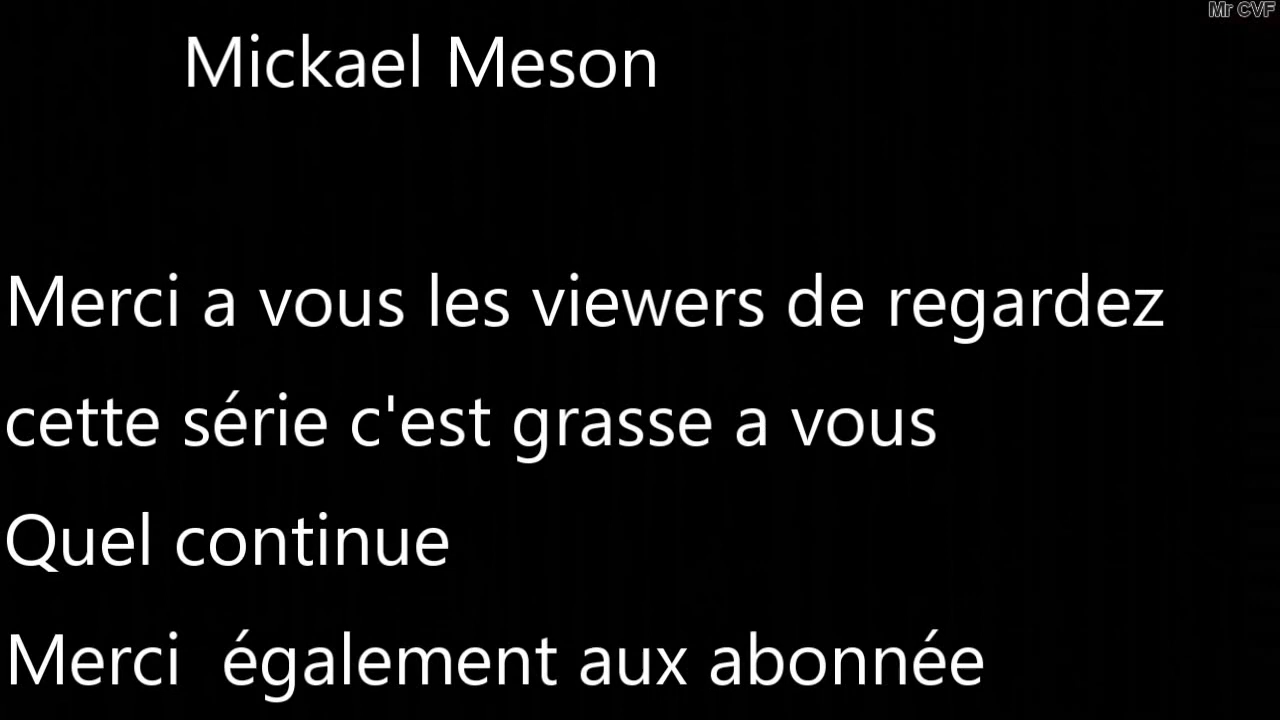 Mr CVF
Mickael Meson
Merci a vous les viewers de regardez
cette série c'est grasse a vous
Quel continue
Merci  également aux abonnée